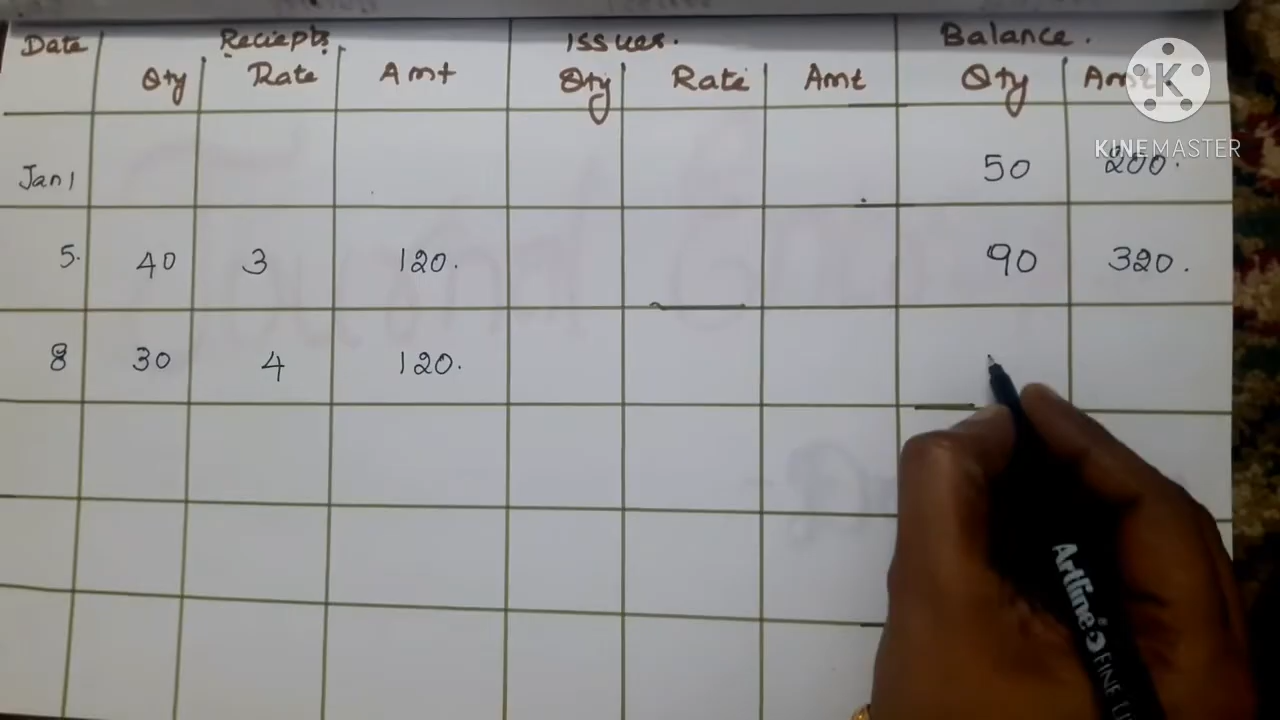 Date Reciepts Issues. Balance.
Qty Rate Amt Qty Rate Amt Qty Amt.
KINEMASTER
Jan 1 50 200.
5. 40 3 120. 90 320.
8 30 4 120.
Artline FINE LI